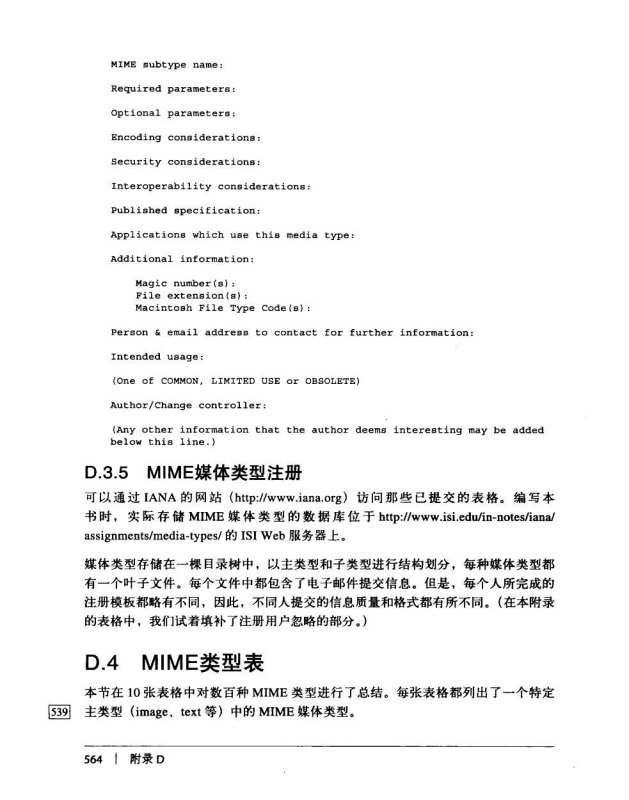 MIME subtype name:
Required parameters:
Optional parameters:
Encoding considerations:
Security considerations:
Interoperability considerations:
Published specification:
Applications which use this media type:
Additional information:
Magic number(s):
File extension(s):
Macintosh File Type Code(s):
Person & email address to contact for further information:
Intended usage:
(One of COMMON, LIMITED USE or OBSOLETE)
Author/Change controller:
(Any other information that the author deems interesting may be added
below this line.)
D.3.5 MIME媒体类型注册
可以通过 IANA 的网站（http://www.iana.org）访问那些已提交的表格。编写本
书时，实际存储 MIME 媒体类型的数据库位于 http://www.isi.edu/in-notes/iana/
assignments/media-types/ 的 ISI Web 服务器上。
媒体类型存储在一棵目录树中，以主类型和子类型进行结构划分，每种媒体类型都
有一个叶子文件。每个文件中都包含了电子邮件提交信息。但是，每个人所完成的
注册模板都略有不同，因此，不同人提交的信息质量和格式都有所不同。（在本附录
的表格中，我们试着填补了注册用户忽略的部分。）
D.4 MIME类型表
本节在 10 张表格中对数百种 MIME 类型进行了总结。每张表格都列出了一个特定
539 主类型（image、text 等）中的 MIME 媒体类型。
564 | 附录 D